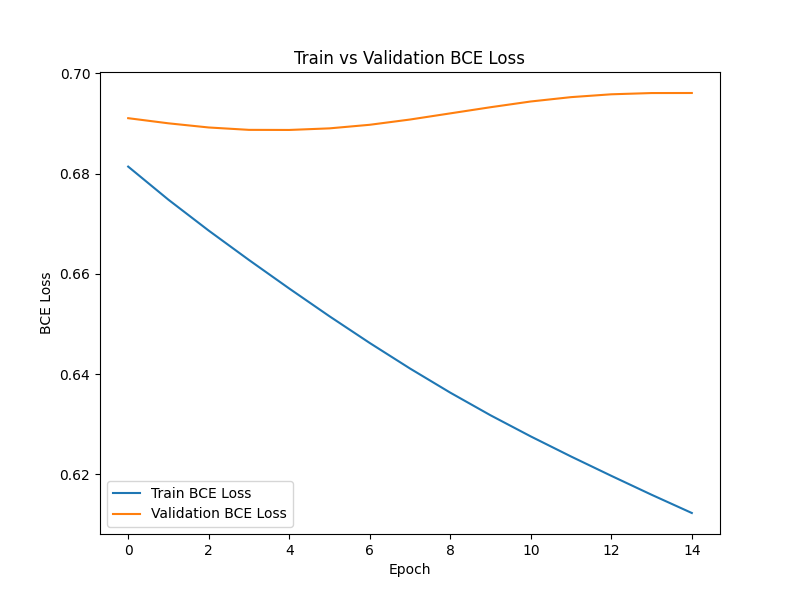 Train vs Validation BCE Loss
0.70
0.68
0.66
0.64
0.62
BCE Loss
Train BCE Loss
Validation BCE Loss
0 2 4 6 8 10 12 14
Epoch